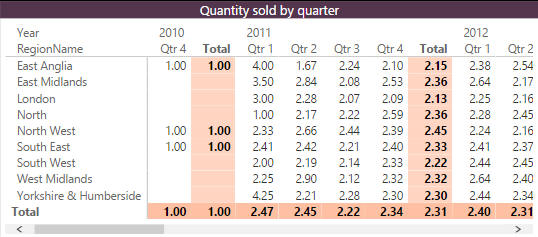 Quantity sold by quarter
Year 2010 2011 2012
RegionName Qtr 4 Total Qtr 1 Qtr 2 Qtr 3 Qtr 4 Total Qtr 1 Qtr 2
East Anglia 1.00 1.00 4.00 1.67 2.24 2.10 2.15 2.38 2.54
East Midlands 3.50 2.84 2.08 2.53 2.36 2.64 2.17
London 3.00 2.28 2.07 2.09 2.13 2.25 2.16
North 1.00 2.17 2.22 2.59 2.36 2.28 2.45
North West 1.00 1.00 2.33 2.66 2.44 2.39 2.45 2.24 2.16
South East 1.00 1.00 2.41 2.42 2.21 2.40 2.33 2.41 2.37
South West 2.00 2.19 2.14 2.33 2.22 2.44 2.45
West Midlands 2.25 2.90 2.12 2.32 2.32 2.64 2.40
Yorkshire & Humberside 4.25 2.21 2.28 2.30 2.30 2.44 2.34
Total 1.00 1.00 2.47 2.45 2.22 2.34 2.31 2.40 2.31